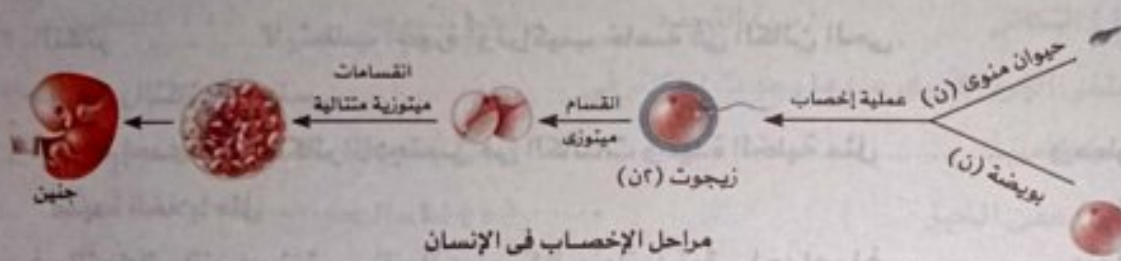 حيوان منوى (ن)
بويضة (ن)
عملية إخصاب
زيجوت (٢ن)
انقسام
ميتوزى
انقسامات
ميتوزية متتالية
جنين
مراحل الإخصاب فى الإنسان